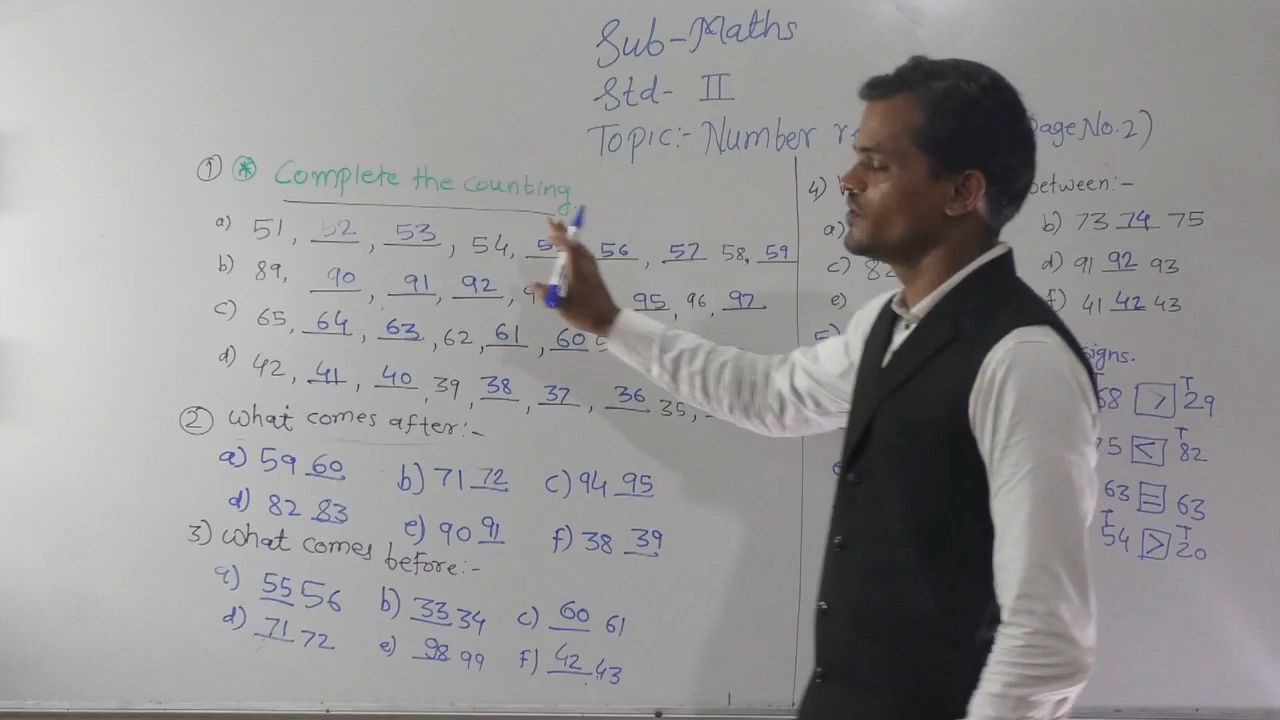 Sub-Maths
Std- II
Topic:- Number
Page No.2)
① * Complete the counting
a) 51, 52, 53, 54, 56, 57 58, 59
b) 89, 90, 91, 92, 95, 96, 97
c) 65, 64, 63, 62, 61, 60
d) 42, 41, 40, 39 38, 37, 36 35,
② What comes after:-
a) 59 60 b) 71 72 c) 94 95
d) 82 83 e) 90 91 f) 38 39
3) What comes before:-
a) 55 56 b) 33 34 c) 60 61
d) 71 72 e) 98 99 f) 42 43
4) between:-
a) b) 73 74 75
c) d) 91 92 93
e) f) 41 42 43
5) signs.
68 > T 29
75 < T 82
63 = 63
T 54 > T 20